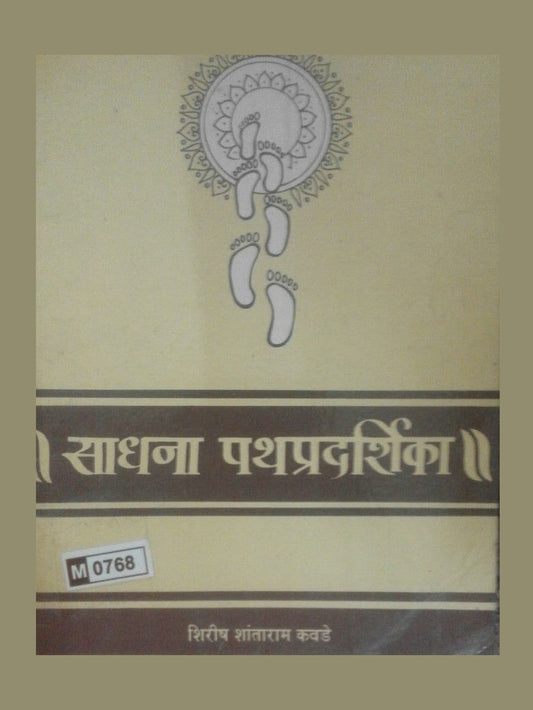 ॥ साधना पथप्रदर्शिका ॥
M 0768
शिरीष शांताराम कवडे